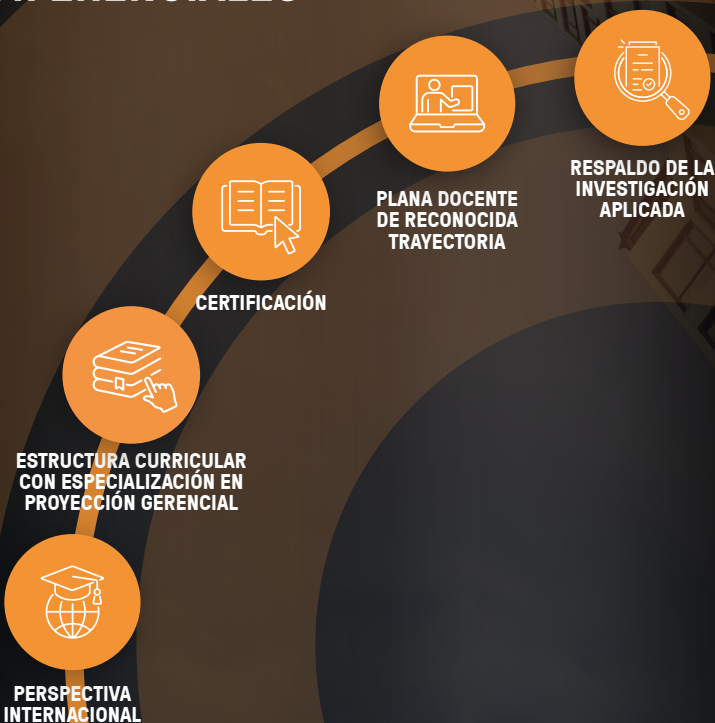 RESPALDO DE LA
INVESTIGACIÓN
APLICADA
PLANA DOCENTE
DE RECONOCIDA
TRAYECTORIA
CERTIFICACIÓN
ESTRUCTURA CURRICULAR
CON ESPECIALIZACIÓN EN
PROYECCIÓN GERENCIAL
PERSPECTIVA
INTERNACIONAL